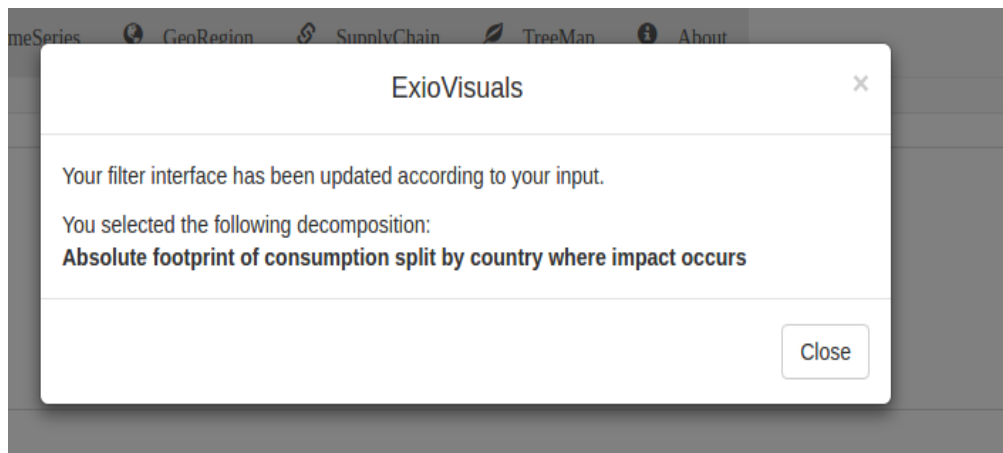 meSeries GeoRegion SupplyChain TreeMap About
ExioVisuals ×
Your filter interface has been updated according to your input.
You selected the following decomposition:
Absolute footprint of consumption split by country where impact occurs
Close